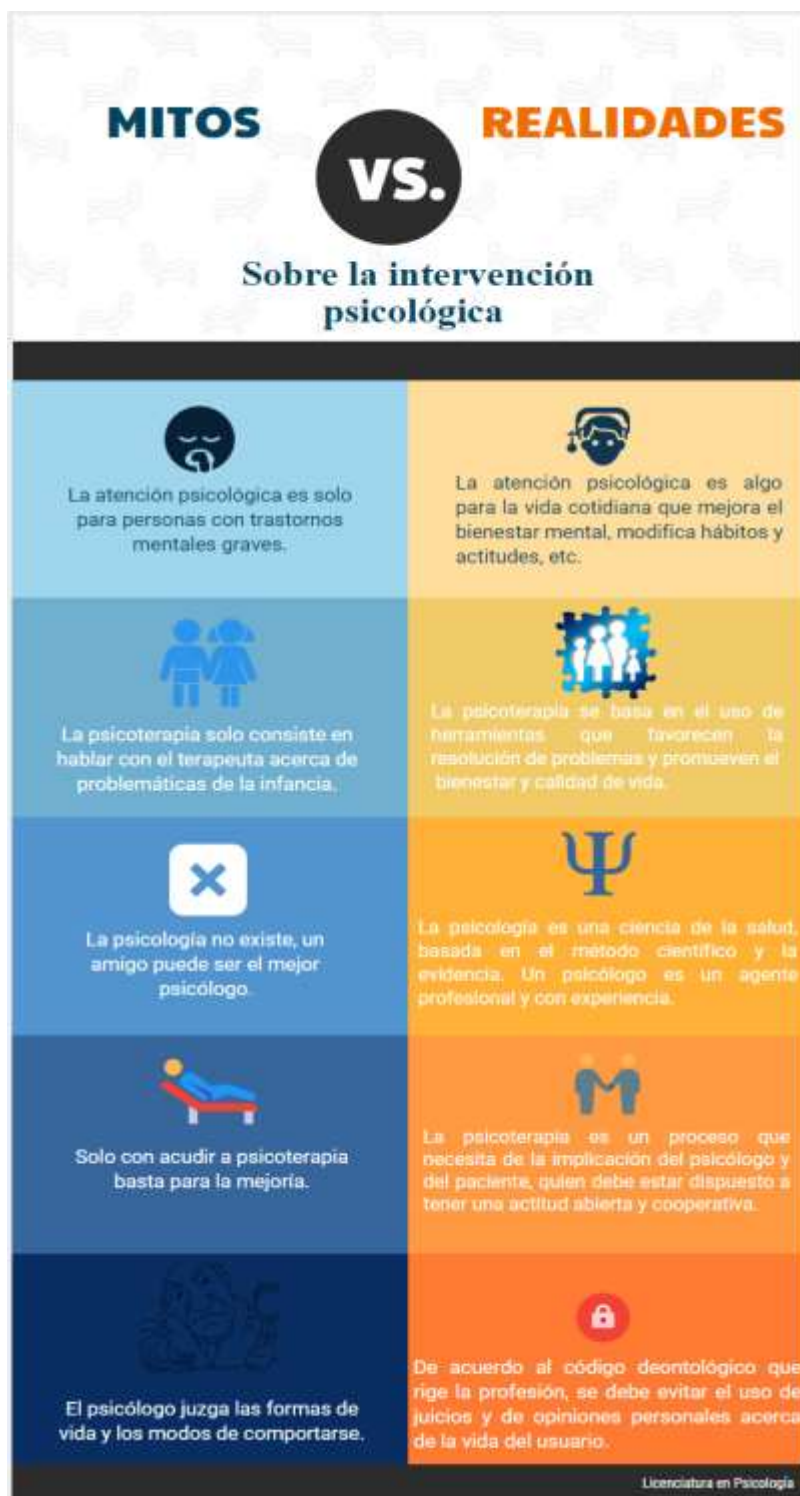 MITOS
VS.
REALIDADES
Sobre la intervención
psicológica
La atención psicológica es solo
para personas con trastornos
mentales graves.
La atención psicológica es algo
para la vida cotidiana que mejora el
bienestar mental, modifica hábitos y
actitudes, etc.
La psicoterapia solo consiste en
hablar con el terapeuta acerca de
problemáticas de la infancia.
La psicoterapia se basa en el uso de
herramientas que favorecen la
resolución de problemas y promueven el
bienestar y calidad de vida.
La psicología no existe, un
amigo puede ser el mejor
psicólogo.
La psicología es una ciencia de la salud,
basada en el método científico y la
evidencia. Un psicólogo es un agente
profesional y con experiencia.
Solo con acudir a psicoterapia
basta para la mejoría.
La psicoterapia es un proceso que
necesita de la implicación del psicólogo y
del paciente, quien debe estar dispuesto a
tener una actitud abierta y cooperativa.
El psicólogo juzga las formas de
vida y los modos de comportarse.
De acuerdo al código deontológico que
rige la profesión, se debe evitar el uso de
juicios y de opiniones personales acerca
de la vida del usuario.
Licenciatura en Psicología